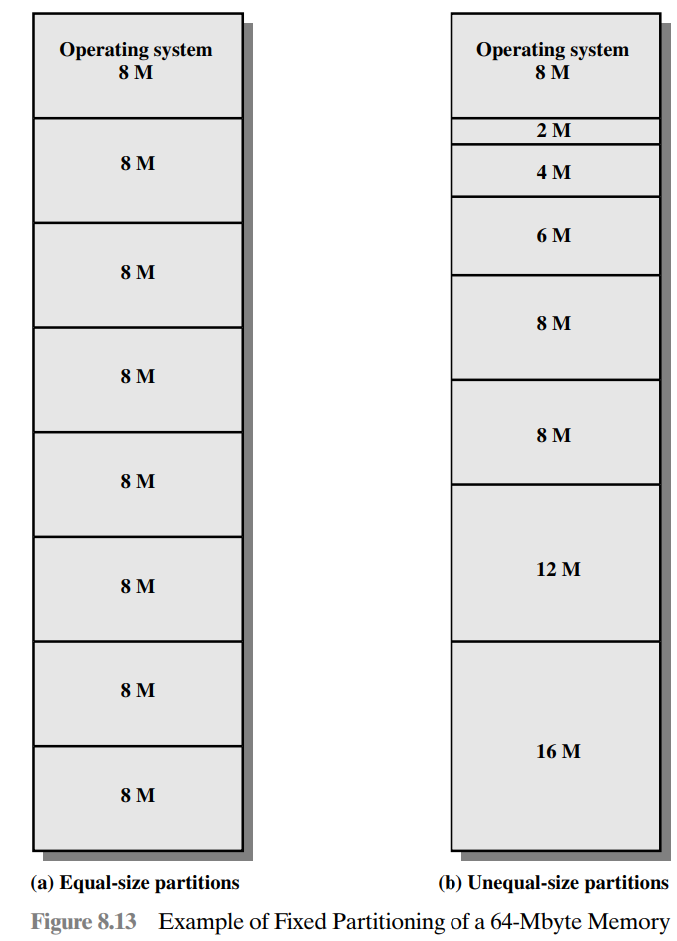 Operating system
8 M
8 M
8 M
8 M
8 M
8 M
8 M
8 M
(a) Equal-size partitions
Operating system
8 M
2 M
4 M
6 M
8 M
8 M
12 M
16 M
(b) Unequal-size partitions
Figure 8.13 Example of Fixed Partitioning of a 64-Mbyte Memory